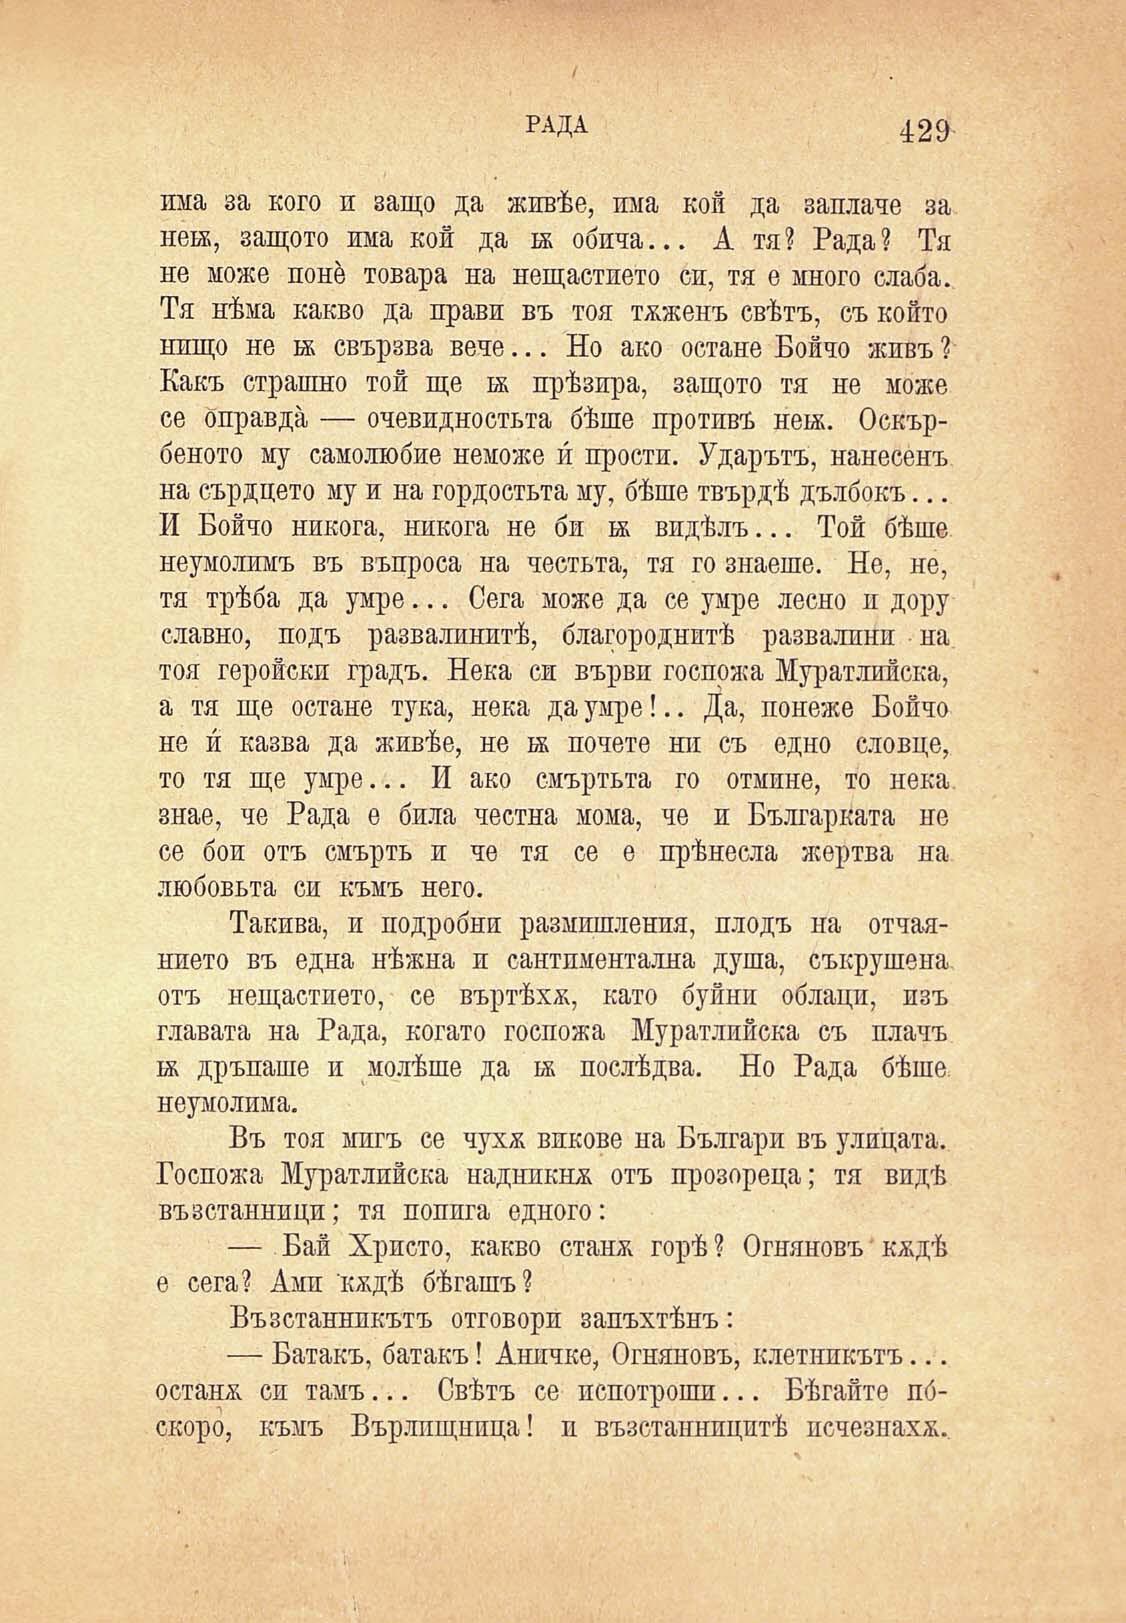 РАДА 429
има за кого и защо да живѣе, има кой да заплаче за
неѭ, защото има кой да ѭ обича... А тя? Рада? Тя
не може понѐ товара на нещастието си, тя е много слаба.
Тя нѣма какво да прави въ тоя тѫженъ свѣтъ, съ който
нищо не ѭ свързва вече... Но ако остане Бойчо живъ?
Какъ страшно той ще ѭ прѣзира, защото тя не може
се оправда̀ — очевидностьта бѣше противъ неѭ. Оскър-
беното му самолюбие неможе ѝ прости. Ударътъ, нанесенъ
на сърдцето му и на гордостьта му, бѣше твърдѣ дълбокъ...
И Бойчо никога, никога не би ѭ видѣлъ... Той бѣше
неумолимъ въ въпроса на честьта, тя го знаеше. Не, не,
тя трѣба да умре... Сега може да се умре лесно и дору
славно, подъ развалинитѣ, благороднитѣ развалини на
тоя геройски градъ. Нека си върви госпожа Муратлийска,
а тя ще остане тука, нека да умре!.. Да, понеже Бойчо
не ѝ казва да живѣе, не ѭ почете ни съ едно словце,
то тя ще умре... И ако смъртьта го отмине, то нека
знае, че Рада е била честна мома, че и Българката не
се бои отъ смърть и че тя се е прѣнесла жертва на
любовьта си къмъ него.
Такива, и подробни размишления, плодъ на отчая-
нието въ една нѣжна и сантиментална душа, съкрушена
отъ нещастието, се въртѣхѫ, като буйни облаци, изъ
главата на Рада, когато госпожа Муратлийска съ плачъ
ѭ дръпаше и молѣше да ѭ послѣдва. Но Рада бѣше
неумолима.
Въ тоя мигъ се чухѫ викове на Българи въ улицата.
Госпожа Муратлийска надникнѫ отъ прозореца; тя видѣ
възстанници; тя попига едного:
— Бай Христо, какво станѫ горѣ? Огняновъ кѫдѣ
е сега? Ами кѫдѣ бѣгашъ?
Възстанникътъ отговори запъхтѣнъ:
— Батакъ, батакъ! Аничке, Огняновъ, клетникътъ...
останѫ си тамъ... Свѣтъ се испотроши... Бѣгайте по́-
скоро, къмъ Върлищница! и възстанницитѣ исчезнахѫ.